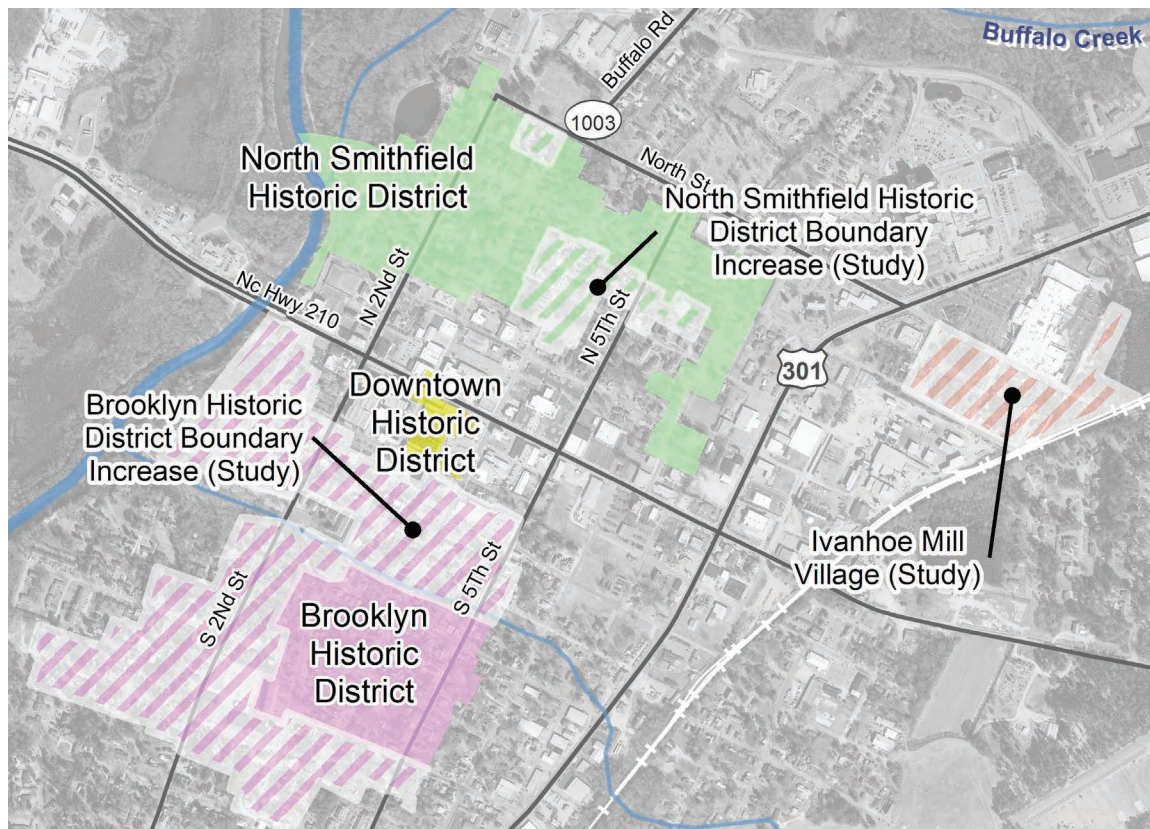 Buffalo Creek
Buffalo Rd
1003
North St
North Smithfield
Historic District
North Smithfield Historic
District Boundary
Increase (Study)
N 2Nd St
Nc Hwy 210
N 5Th St
301
Downtown
Historic
District
Brooklyn Historic
District Boundary
Increase (Study)
Ivanhoe Mill
Village (Study)
S 2Nd St
S 5Th St
Brooklyn
Historic
District